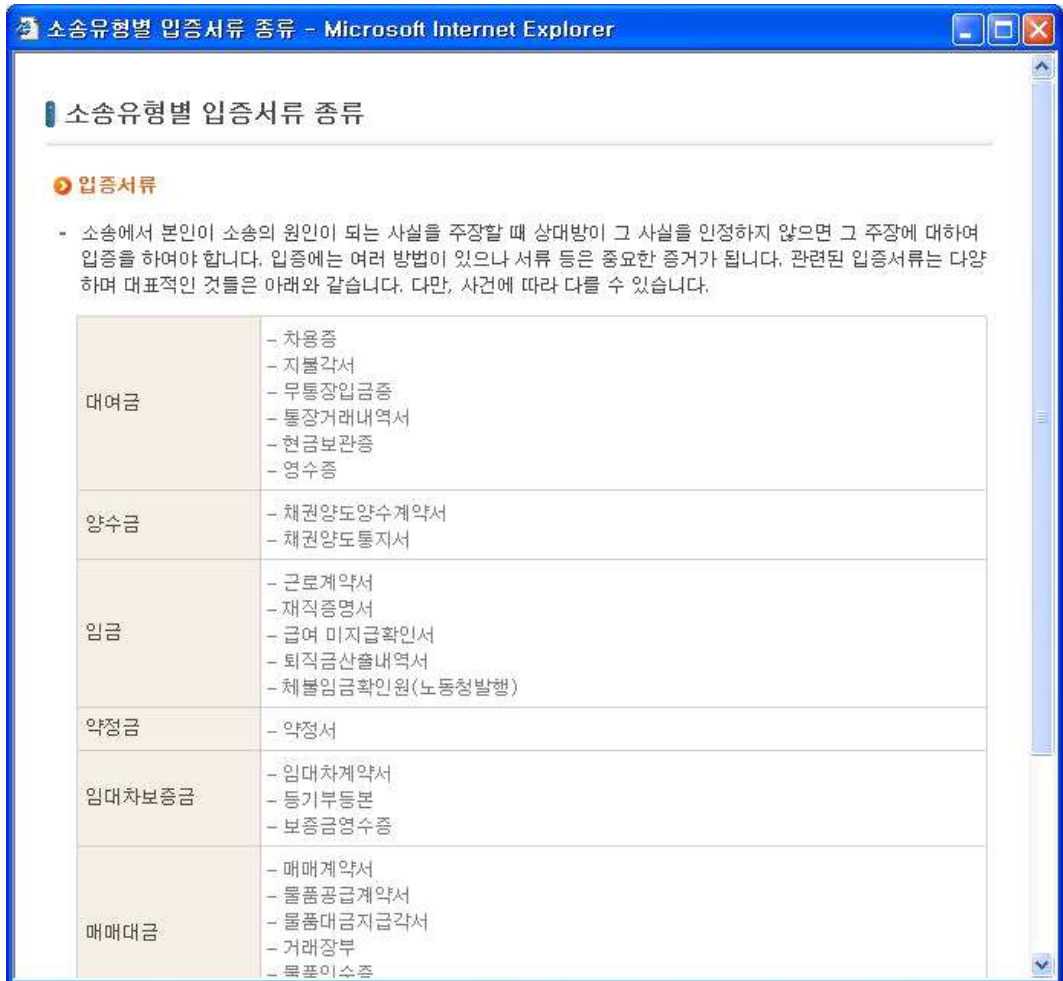 소송유형별 입증서류 종류 - Microsoft Internet Explorer
소송유형별 입증서류 종류
입증서류
- 소송에서 본인이 소송의 원인이 되는 사실을 주장할 때 상대방이 그 사실을 인정하지 않으면 그 주장에 대하여
입증을 하여야 합니다. 입증에는 여러 방법이 있으나 서류 등은 중요한 증거가 됩니다. 관련된 입증서류는 다양
하며 대표적인 것들은 아래와 같습니다. 다만, 사건에 따라 다를 수 있습니다.
대여금
- 차용증
- 지불각서
- 무통장입금증
- 통장거래내역서
- 현금보관증
- 영수증
양수금
- 채권양도양수계약서
- 채권양도통지서
임금
- 근로계약서
- 재직증명서
- 급여 미지급확인서
- 퇴직금산출내역서
- 체불임금확인원(노동청발행)
약정금
- 약정서
임대차보증금
- 임대차계약서
- 등기부등본
- 보증금영수증
매매대금
- 매매계약서
- 물품공급계약서
- 물품대금지급각서
- 거래장부
- 물품인수증